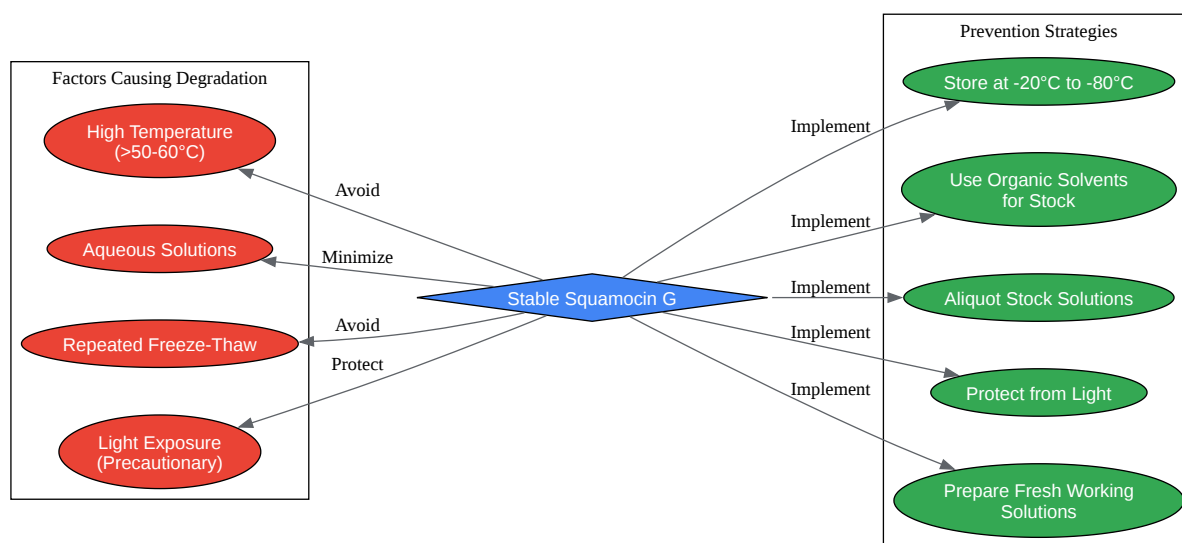 Factors Causing Degradation
High Temperature
(>50-60°C)
Aqueous Solutions
Repeated Freeze-Thaw
Light Exposure
(Precautionary)
Avoid
Minimize
Avoid
Protect
Stable Squamocin G
Implement
Implement
Implement
Implement
Implement
Prevention Strategies
Store at -20°C to -80°C
Use Organic Solvents
for Stock
Aliquot Stock Solutions
Protect from Light
Prepare Fresh Working
Solutions